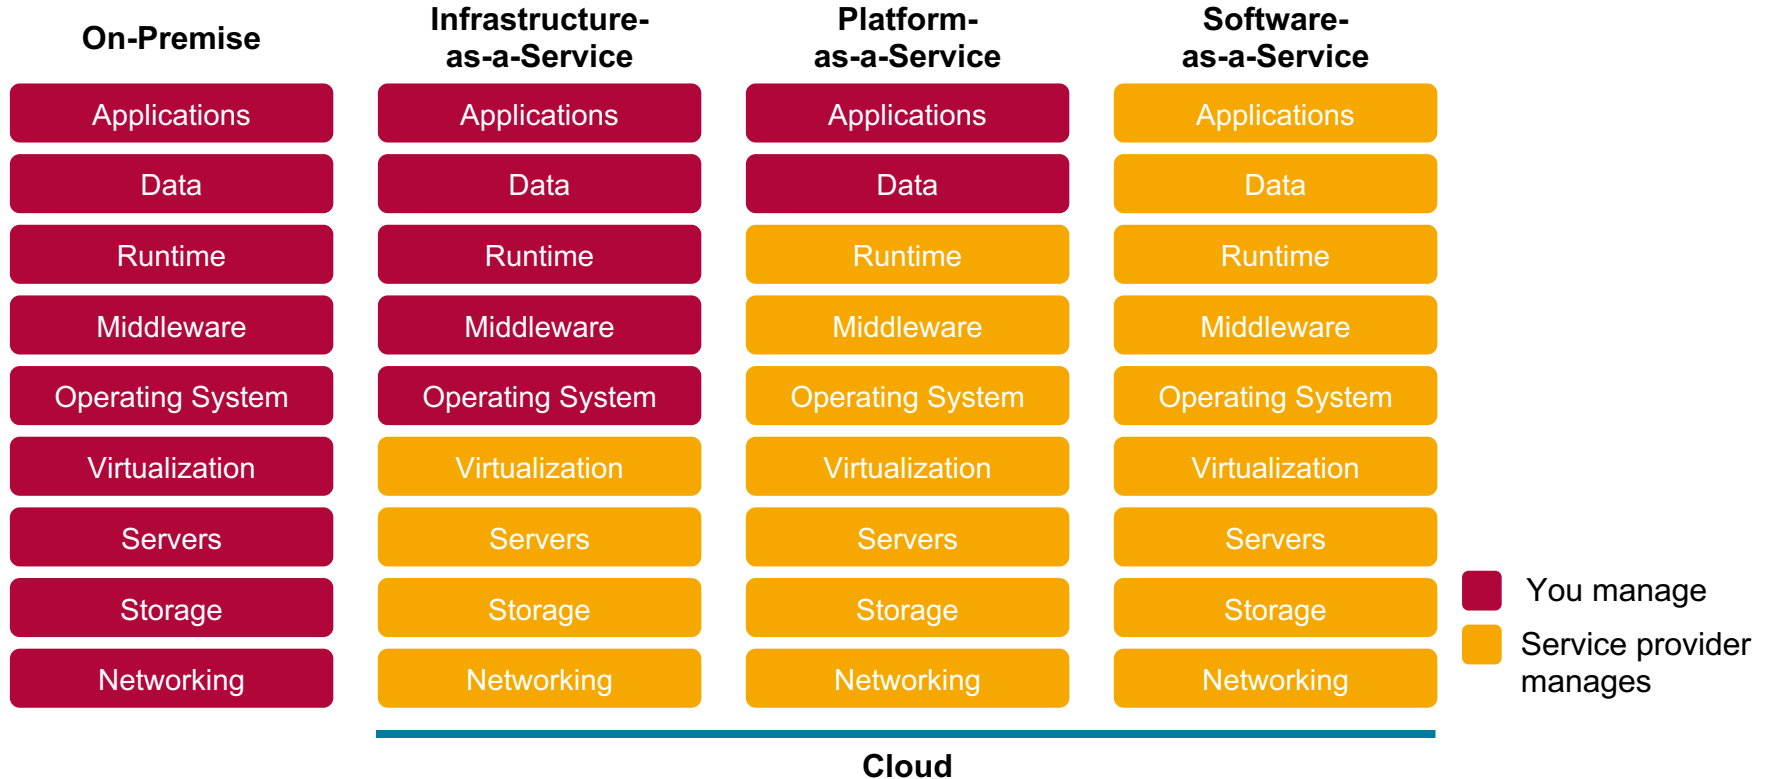 On-Premise
Infrastructure-
as-a-Service
Platform-
as-a-Service
Software-
as-a-Service
Applications
Applications
Applications
Applications
Data
Data
Data
Data
Runtime
Runtime
Runtime
Runtime
Middleware
Middleware
Middleware
Middleware
Operating System
Operating System
Operating System
Operating System
Virtualization
Virtualization
Virtualization
Virtualization
Servers
Servers
Servers
Servers
Storage
Storage
Storage
Storage
Networking
Networking
Networking
Networking
You manage
Service provider
manages
Cloud